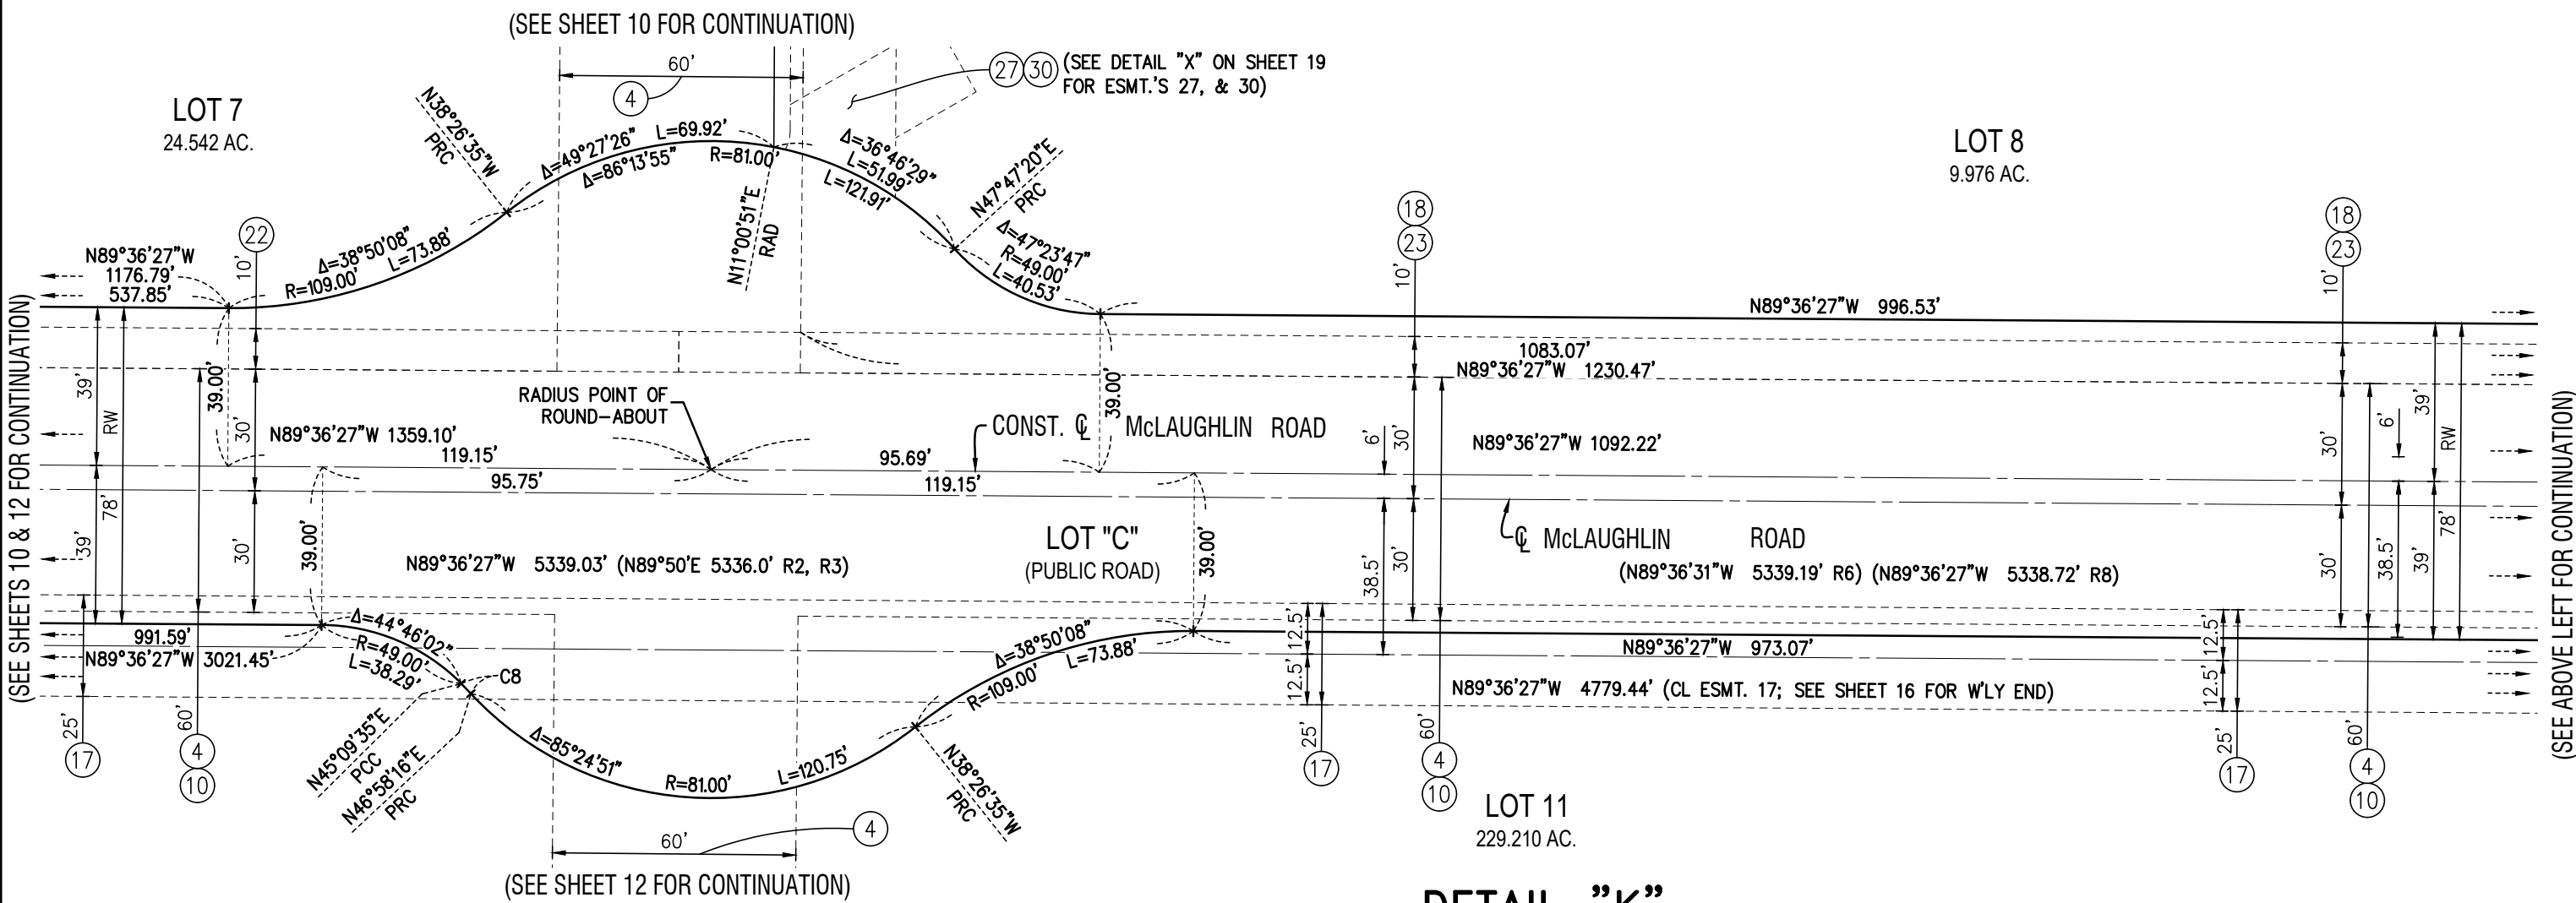 (SEE SHEET 10 FOR CONTINUATION)
60'
4
27 30 (SEE DETAIL "X" ON SHEET 19
FOR ESMT.'S 27, & 30)
LOT 7
24.542 AC.
LOT 8
9.976 AC.
N38°26'35"W
PRC
Δ=49°27'26"
L=69.92'
Δ=86°13'55"
R=81.00'
Δ=36°46'29"
L=51.99'
L=121.91'
N11°00'51"E
RAD
N47°47'20"E
PRC
Δ=47°23'47"
R=49.00'
L=40.53'
22
10'
18
23
10'
18
23
10'
N89°36'27"W
1176.79'
537.85'
Δ=38°50'08"
R=109.00'
L=73.88'
N89°36'27"W 996.53'
1083.07'
N89°36'27"W 1230.47'
(SEE SHEETS 10 & 12 FOR CONTINUATION)
39'
RW
39.00'
30'
RADIUS POINT OF
ROUND-ABOUT
39.00'
CONST. ℄ McLAUGHLIN ROAD
6'
30'
N89°36'27"W 1359.10'
119.15'
95.69'
N89°36'27"W 1092.22'
30'
6'
39'
RW
95.75'
119.15'
39'
78'
30'
39.00'
LOT "C"
(PUBLIC ROAD)
39.00'
38.5'
30'
℄ McLAUGHLIN ROAD
N89°36'27"W 5339.03' (N89°50'E 5336.0' R2, R3)
(N89°36'31"W 5339.19' R6) (N89°36'27"W 5338.72' R8)
30'
38.5'
39'
78'
(SEE ABOVE LEFT FOR CONTINUATION)
991.59'
N89°36'27"W 3021.45'
Δ=44°46'02"
R=49.00'
L=38.29'
C8
Δ=38°50'08"
L=73.88'
R=109.00'
12.5'
12.5'
N89°36'27"W 973.07'
12.5'
12.5'
N89°36'27"W 4779.44' (CL ESMT. 17; SEE SHEET 16 FOR W'LY END)
25'
17
60'
4
10
N45°09'35"E
PCC
N46°58'16"E
PRC
Δ=85°24'51"
R=81.00'
L=120.75'
N38°26'35"W
PRC
25'
17
60'
4
10
25'
17
60'
4
10
LOT 11
229.210 AC.
60'
4
(SEE SHEET 12 FOR CONTINUATION)
DETAIL "K"